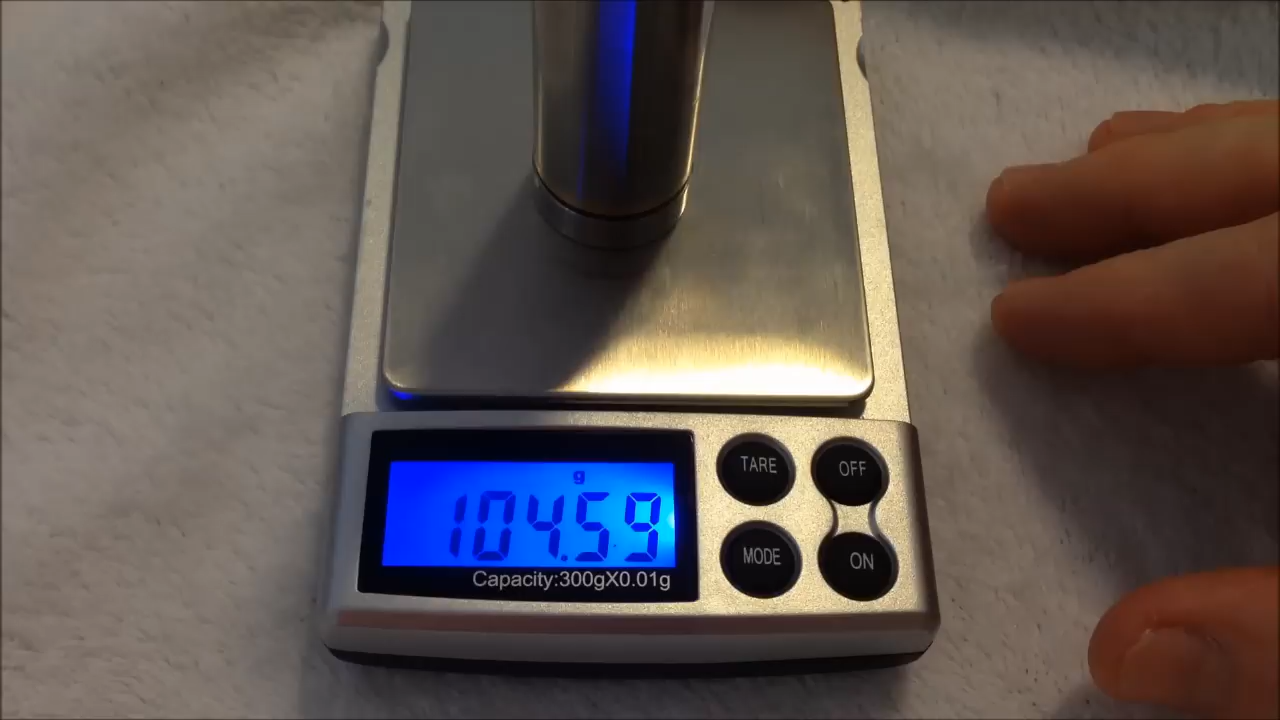 g
104.59
Capacity:300gX0.01g
TARE
OFF
MODE
ON